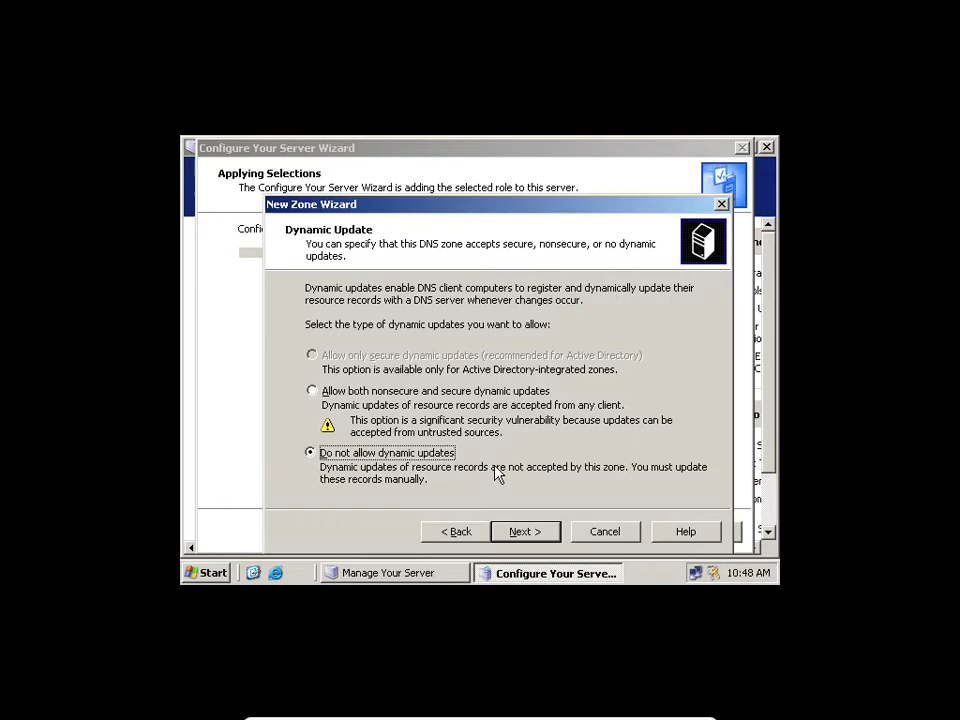 Configure Your Server Wizard
Applying Selections
The Configure Your Server Wizard is adding the selected role to this server.
New Zone Wizard
Dynamic Update
You can specify that this DNS zone accepts secure, nonsecure, or no dynamic
updates.
Dynamic updates enable DNS client computers to register and dynamically update their
resource records with a DNS server whenever changes occur.
Select the type of dynamic updates you want to allow:
Allow only secure dynamic updates (recommended for Active Directory)
This option is available only for Active Directory-integrated zones.
Allow both nonsecure and secure dynamic updates
Dynamic updates of resource records are accepted from any client.
This option is a significant security vulnerability because updates can be
accepted from untrusted sources.
Do not allow dynamic updates
Dynamic updates of resource records are not accepted by this zone. You must update
these records manually.
< Back Next > Cancel Help
Start Manage Your Server Configure Your Serve... 10:48 AM